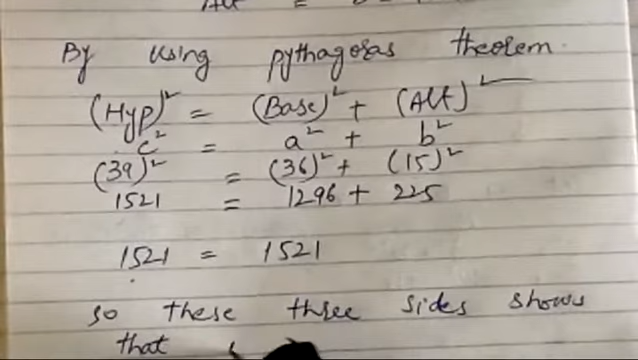 By using pythagoras theorem.
(Hyp)² = (Base)² + (Alt)²
c² = a² + b²
(39)² = (36)² + (15)²
1521 = 1296 + 225
1521 = 1521
so these three sides shows
that